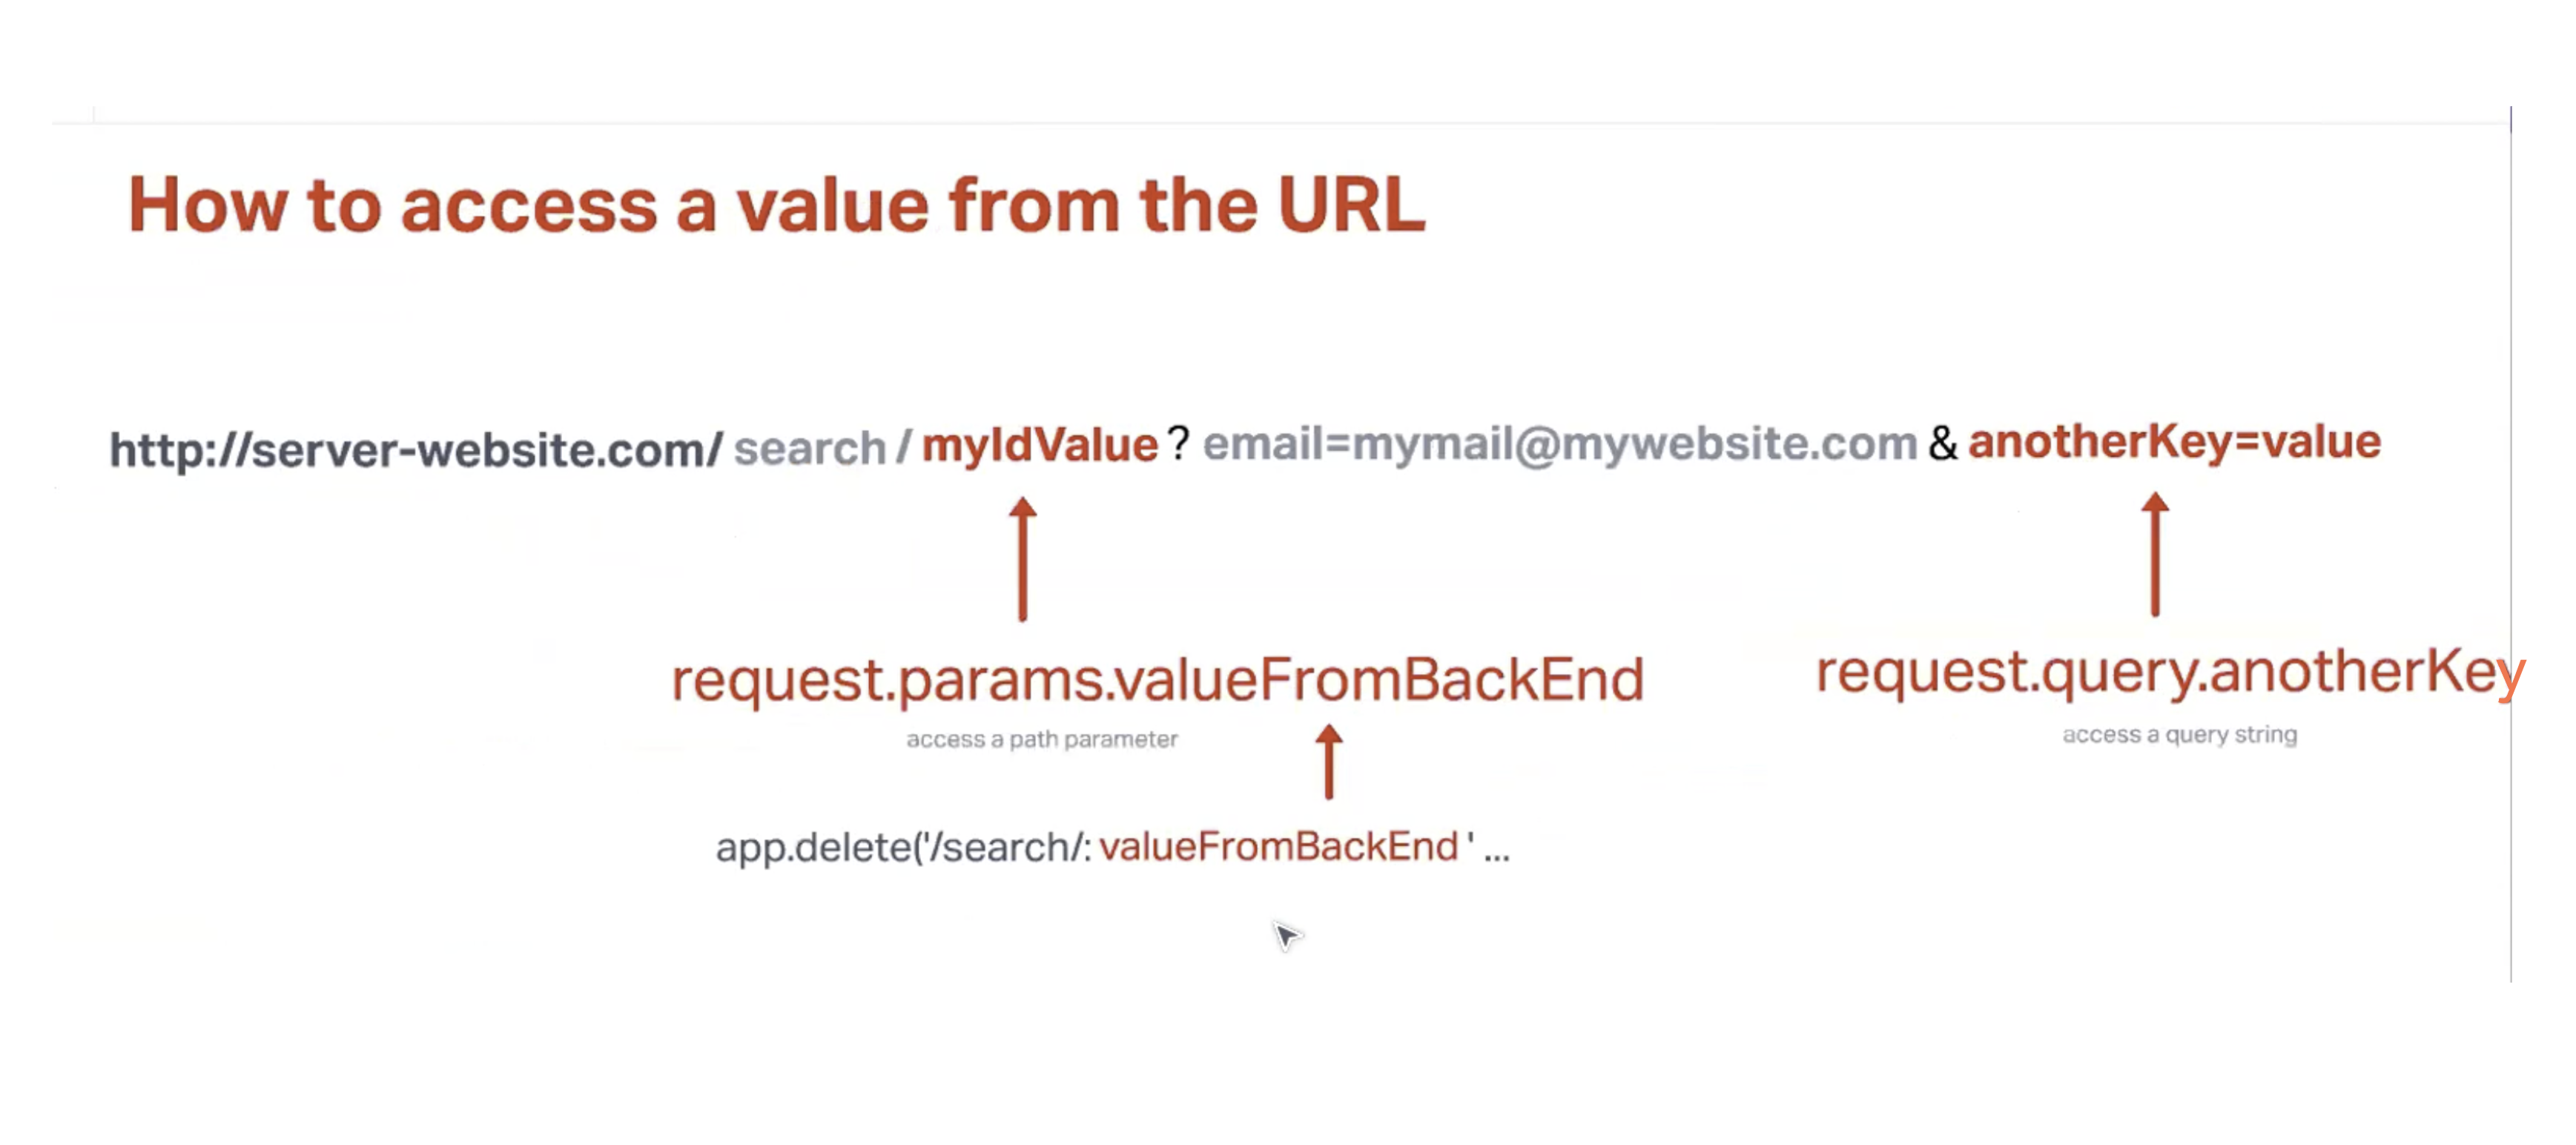 How to access a value from the URL
http://server-website.com/ search / myIdValue ? email=mymail@mywebsite.com & anotherKey=value
request.params.valueFromBackEnd
request.query.anotherKey
access a path parameter
access a query string
app.delete('/search/: valueFromBackEnd ' ...